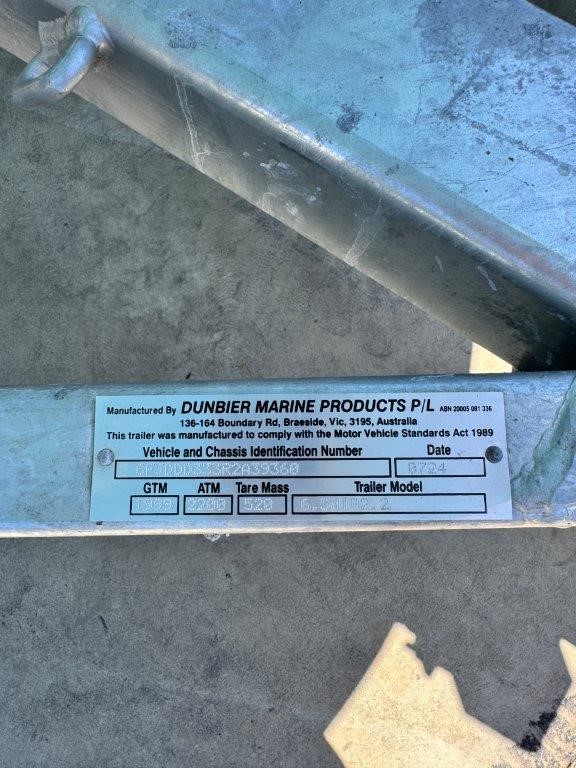 Manufactured By DUNBIER MARINE PRODUCTS P/L ABN 20005 081 336
136-164 Boundary Rd, Braeside, Vic, 3195, Australia
This trailer was manufactured to comply with the Motor Vehicle Standards Act 1989
Vehicle and Chassis Identification Number Date
0724
GTM ATM Tare Mass Trailer Model
2200 520